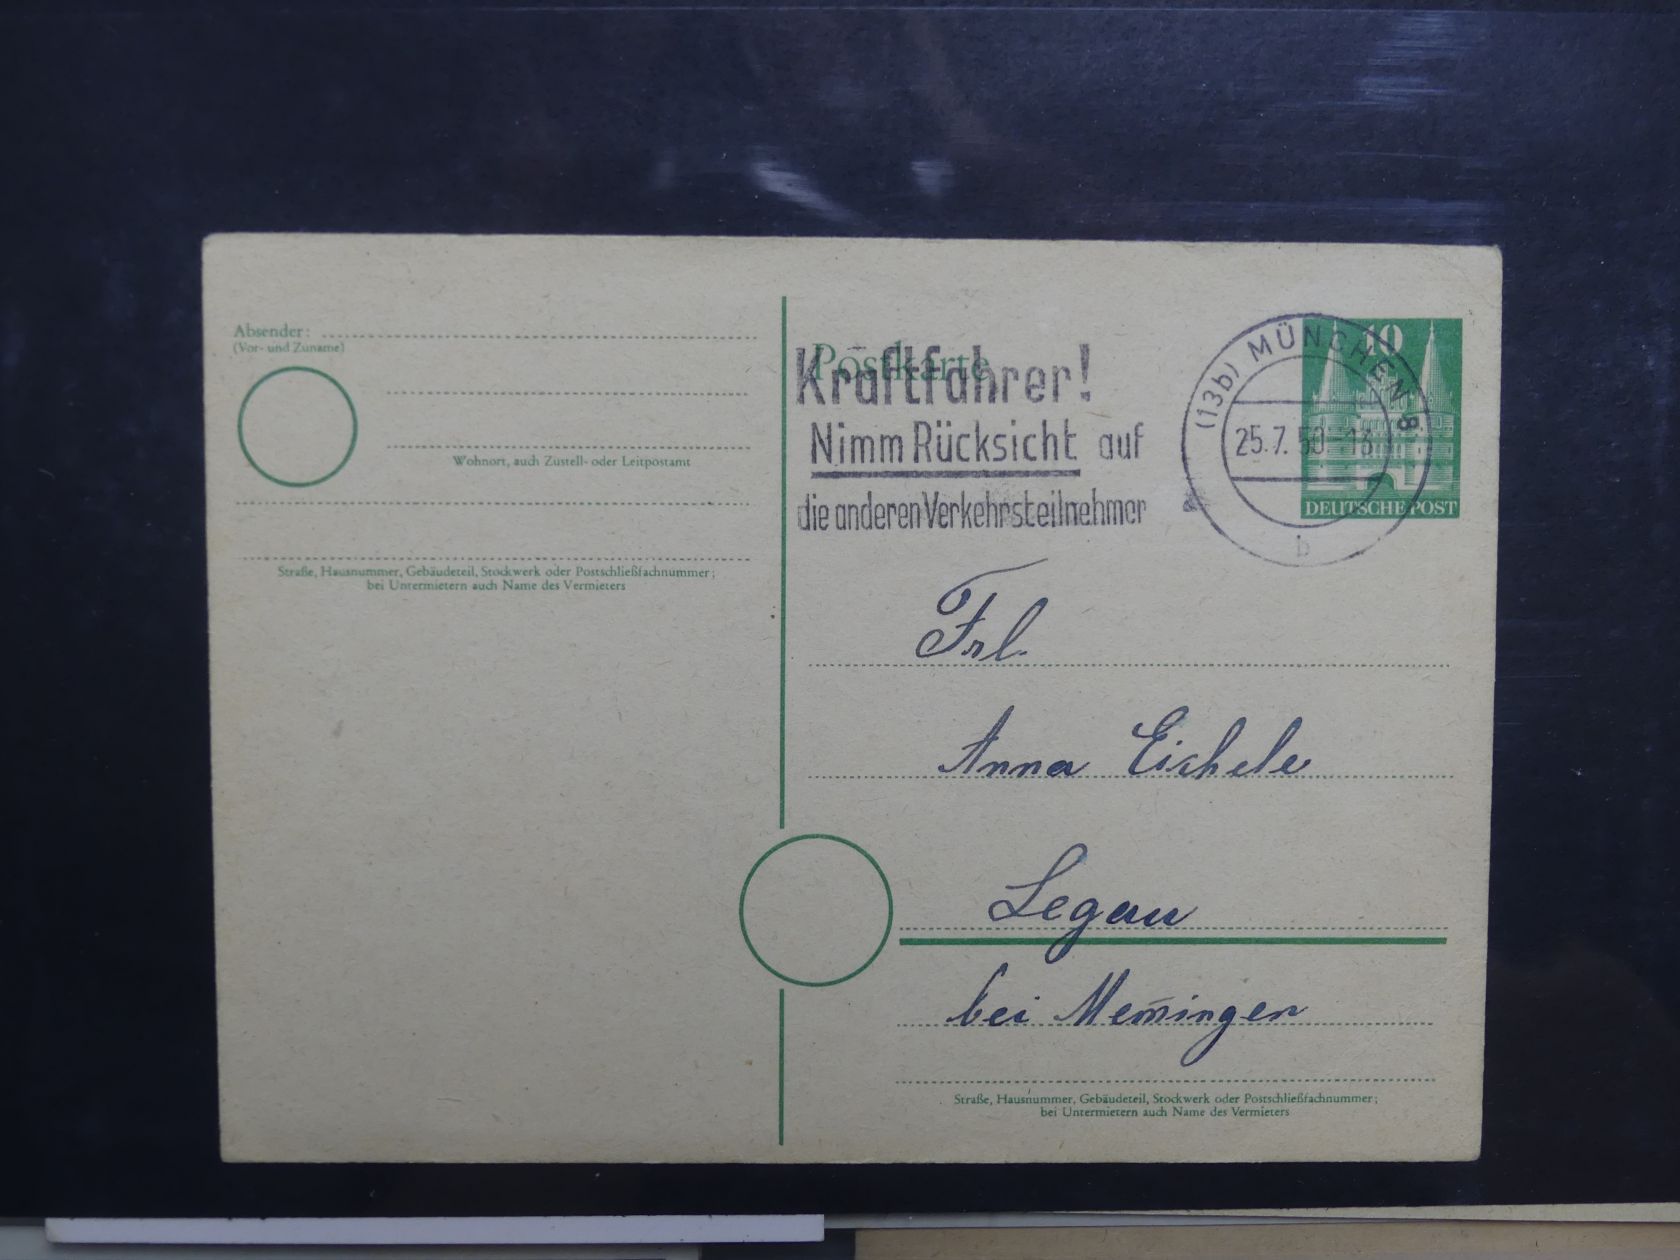 Absender:
(Vor- und Zuname)
Wohnort, auch Zustell- oder Leitpostamt
Straße, Hausnummer, Gebäudeteil, Stockwerk oder Postschließfachnummer;
bei Untermietern auch Name des Vermieters
Postkarte
Kraftfahrer!
Nimm Rücksicht auf
die anderen Verkehrsteilnehmer
(13b) MÜNCHEN 8
25.7.50-18
b
10
DEUTSCHE POST
Frl.
Anna Eichele
Legau
bei Mem̄ingen
Straße, Hausnummer, Gebäudeteil, Stockwerk oder Postschließfachnummer;
bei Untermietern auch Name des Vermieters